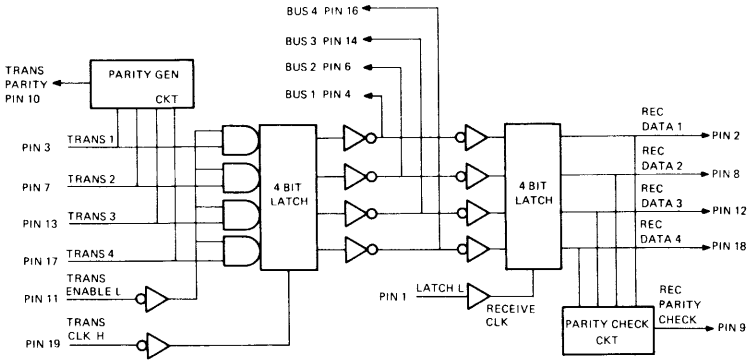 BUS 4 PIN 16
BUS 3 PIN 14
BUS 2 PIN 6
BUS 1 PIN 4
TRANS
PARITY
PIN 10
PARITY GEN
CKT
PIN 3 TRANS 1
PIN 7 TRANS 2
PIN 13 TRANS 3
PIN 17 TRANS 4
PIN 11 TRANS
ENABLE L
PIN 19 TRANS
CLK H
4 BIT
LATCH
PIN 1 LATCH L
RECEIVE
CLK
4 BIT
LATCH
REC
DATA 1
PIN 2
REC
DATA 2
PIN 8
REC
DATA 3
PIN 12
REC
DATA 4
PIN 18
PARITY CHECK
CKT
REC
PARITY
CHECK
PIN 9